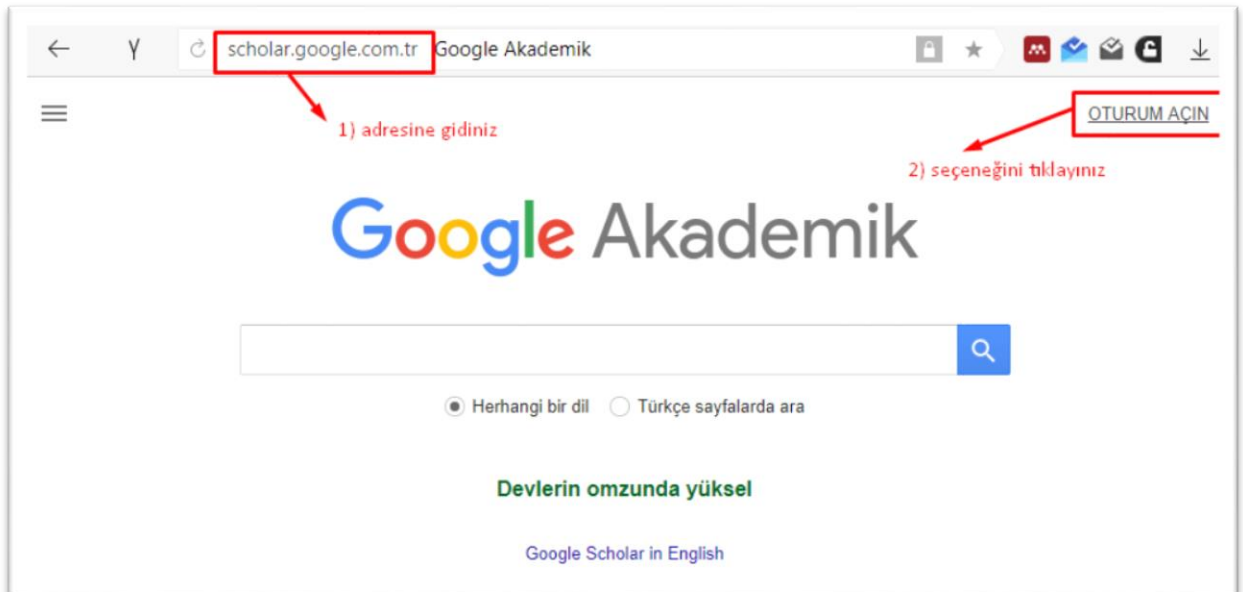 scholar.google.com.tr Google Akademik
OTURUM AÇIN
1) adresine gidiniz
2) seçeneğini tıklayınız
Google Akademik
Herhangi bir dil Türkçe sayfalarda ara
Devlerin omzunda yüksel
Google Scholar in English